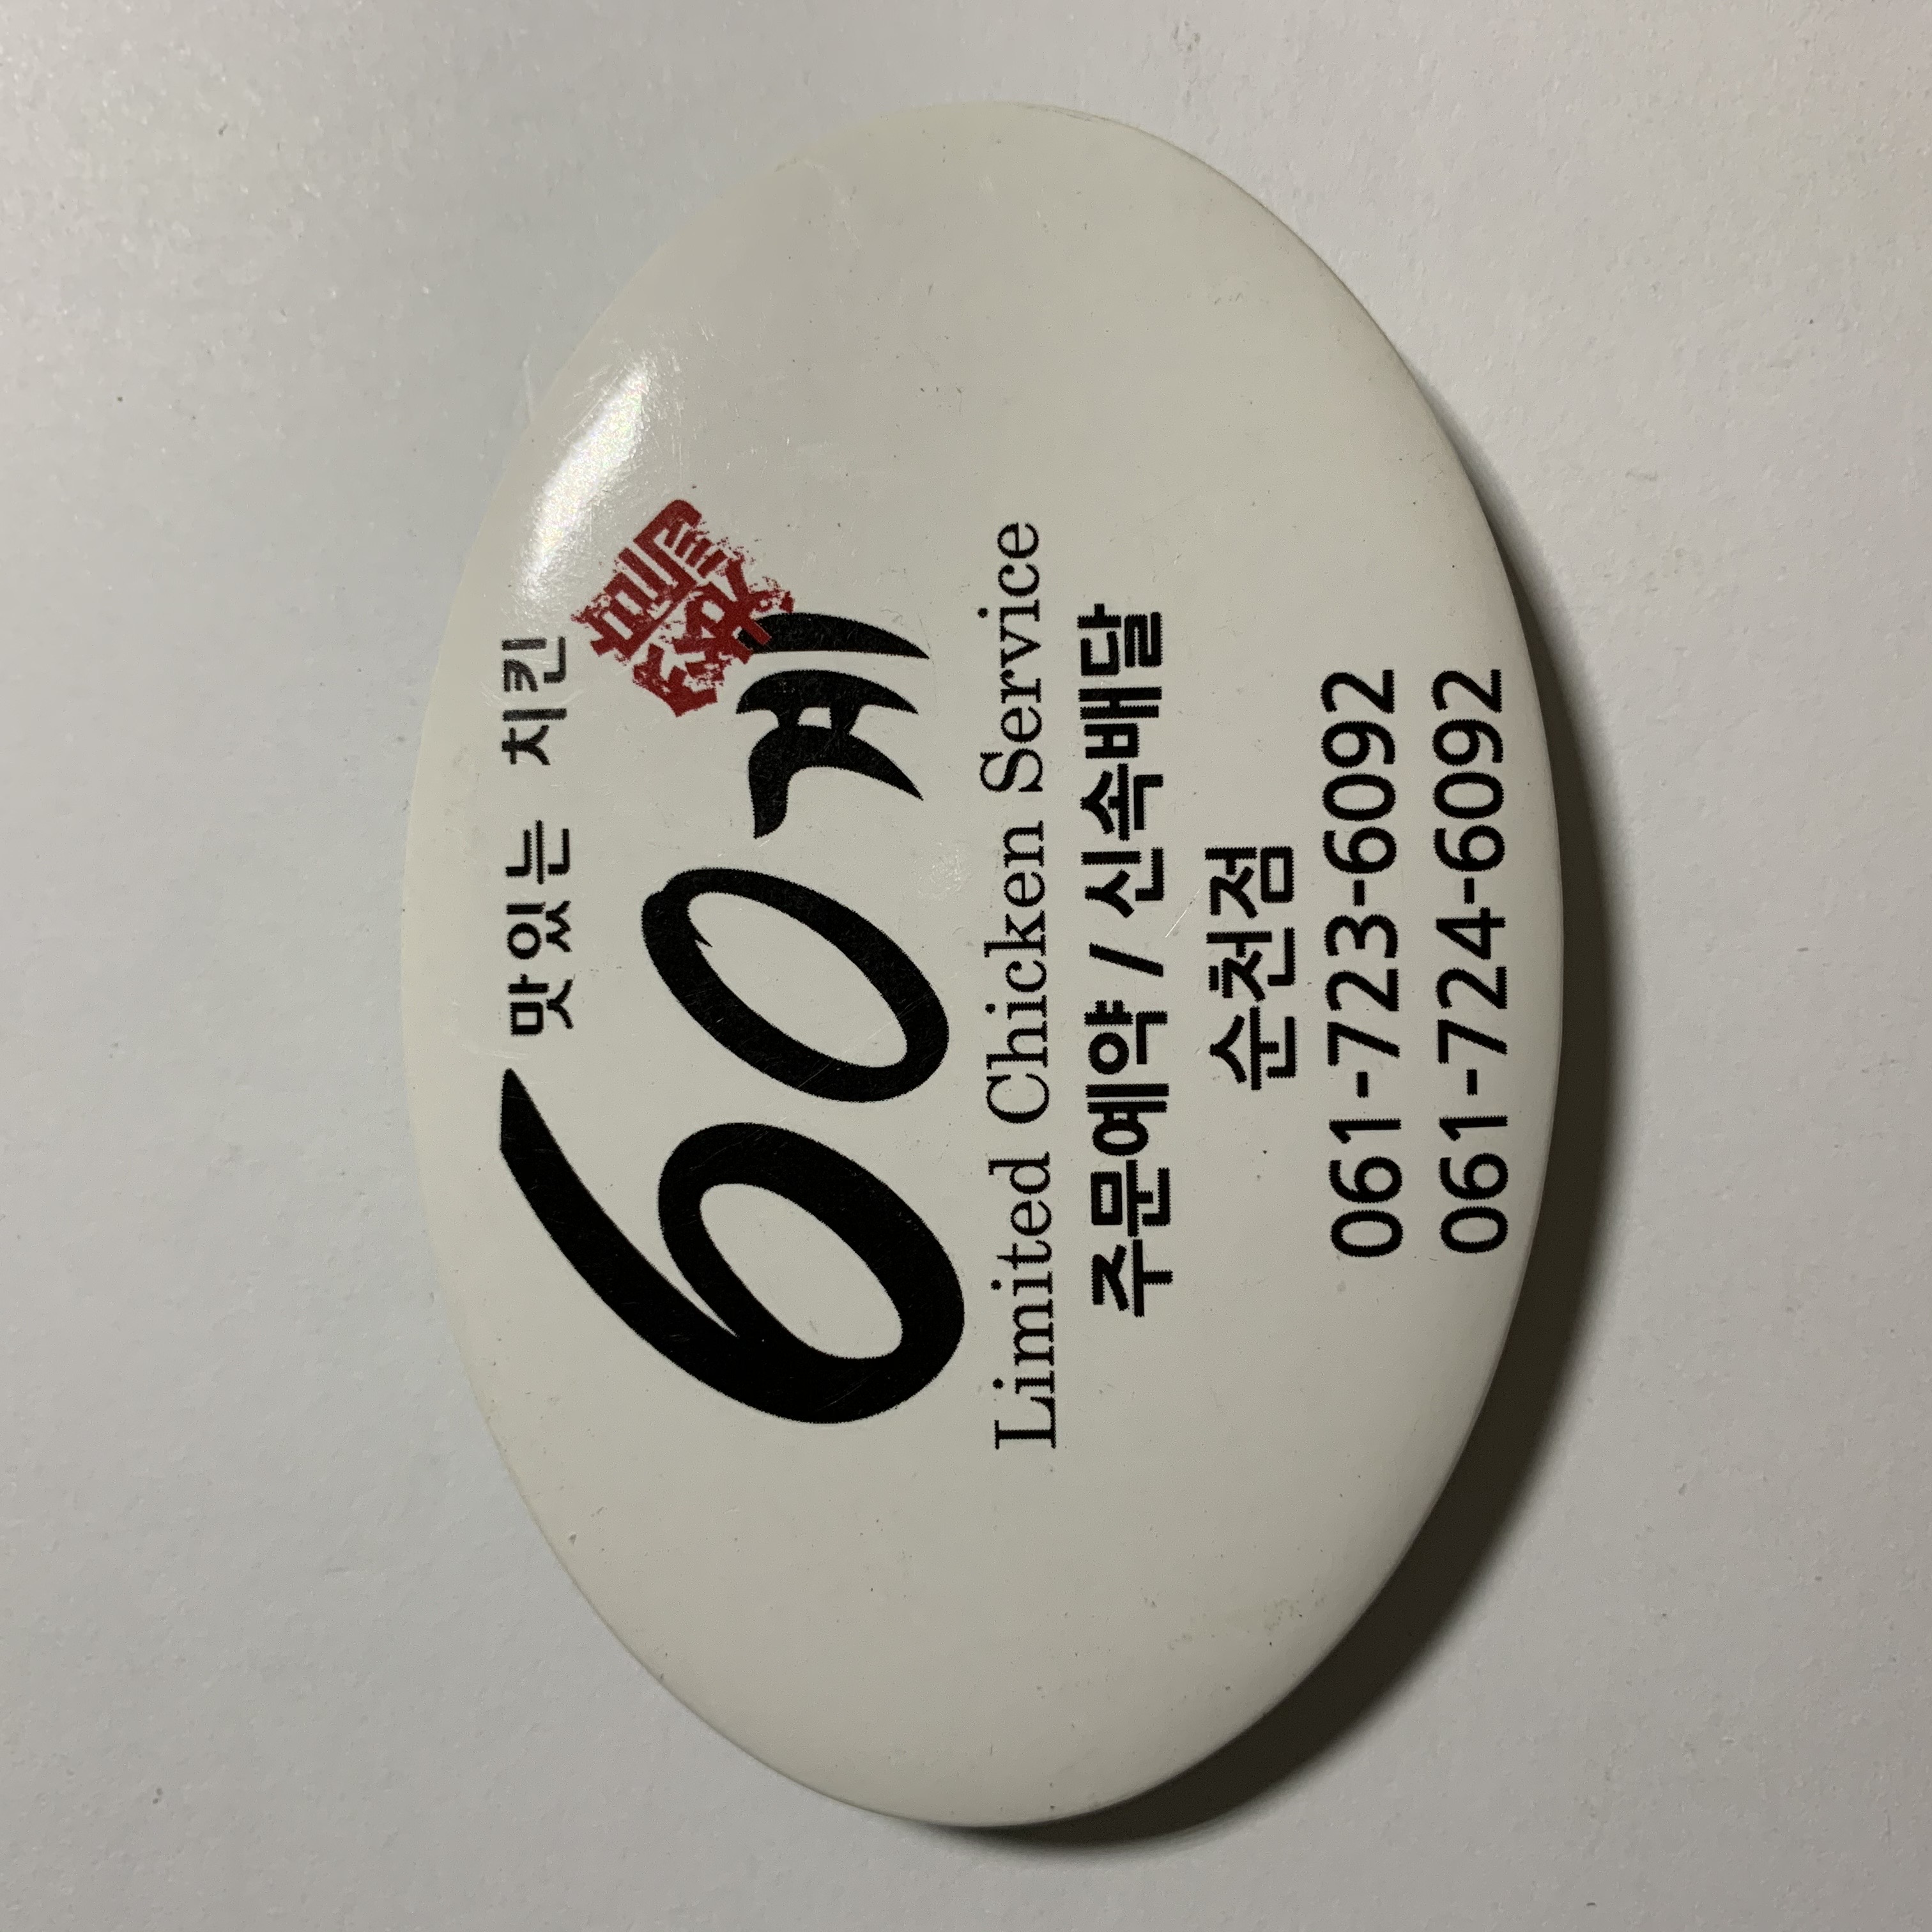 맛있는 치킨
60계
Limited Chicken Service
주문예약 / 신속배달
순천점
061-723-6092
061-724-6092